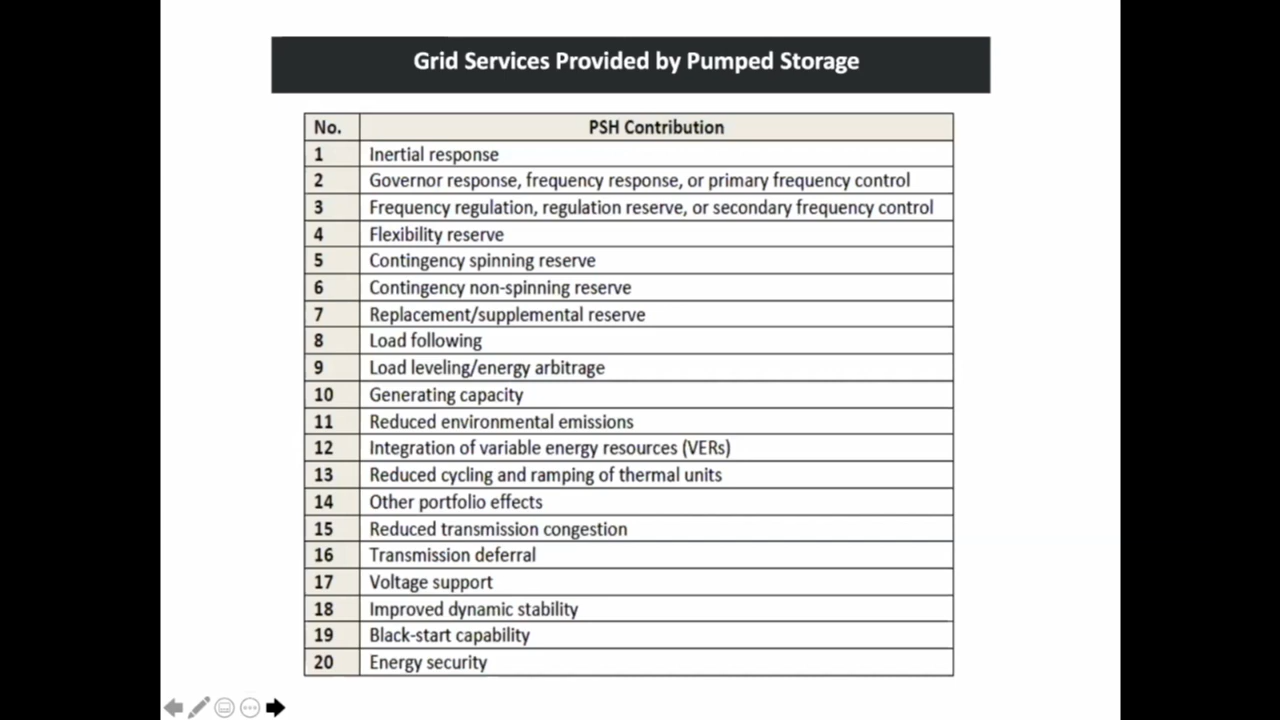 Grid Services Provided by Pumped Storage
No. PSH Contribution
1 Inertial response
2 Governor response, frequency response, or primary frequency control
3 Frequency regulation, regulation reserve, or secondary frequency control
4 Flexibility reserve
5 Contingency spinning reserve
6 Contingency non-spinning reserve
7 Replacement/supplemental reserve
8 Load following
9 Load leveling/energy arbitrage
10 Generating capacity
11 Reduced environmental emissions
12 Integration of variable energy resources (VERs)
13 Reduced cycling and ramping of thermal units
14 Other portfolio effects
15 Reduced transmission congestion
16 Transmission deferral
17 Voltage support
18 Improved dynamic stability
19 Black-start capability
20 Energy security